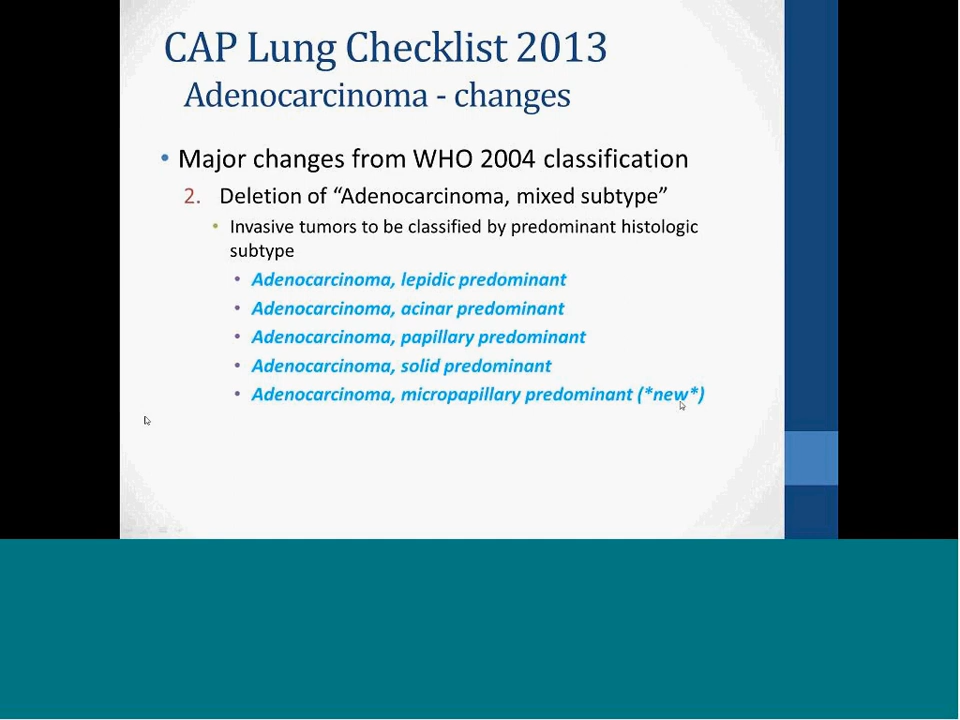 CAP Lung Checklist 2013
Adenocarcinoma - changes
• Major changes from WHO 2004 classification
2. Deletion of “Adenocarcinoma, mixed subtype”
• Invasive tumors to be classified by predominant histologic
subtype
• Adenocarcinoma, lepidic predominant
• Adenocarcinoma, acinar predominant
• Adenocarcinoma, papillary predominant
• Adenocarcinoma, solid predominant
• Adenocarcinoma, micropapillary predominant (*new*)